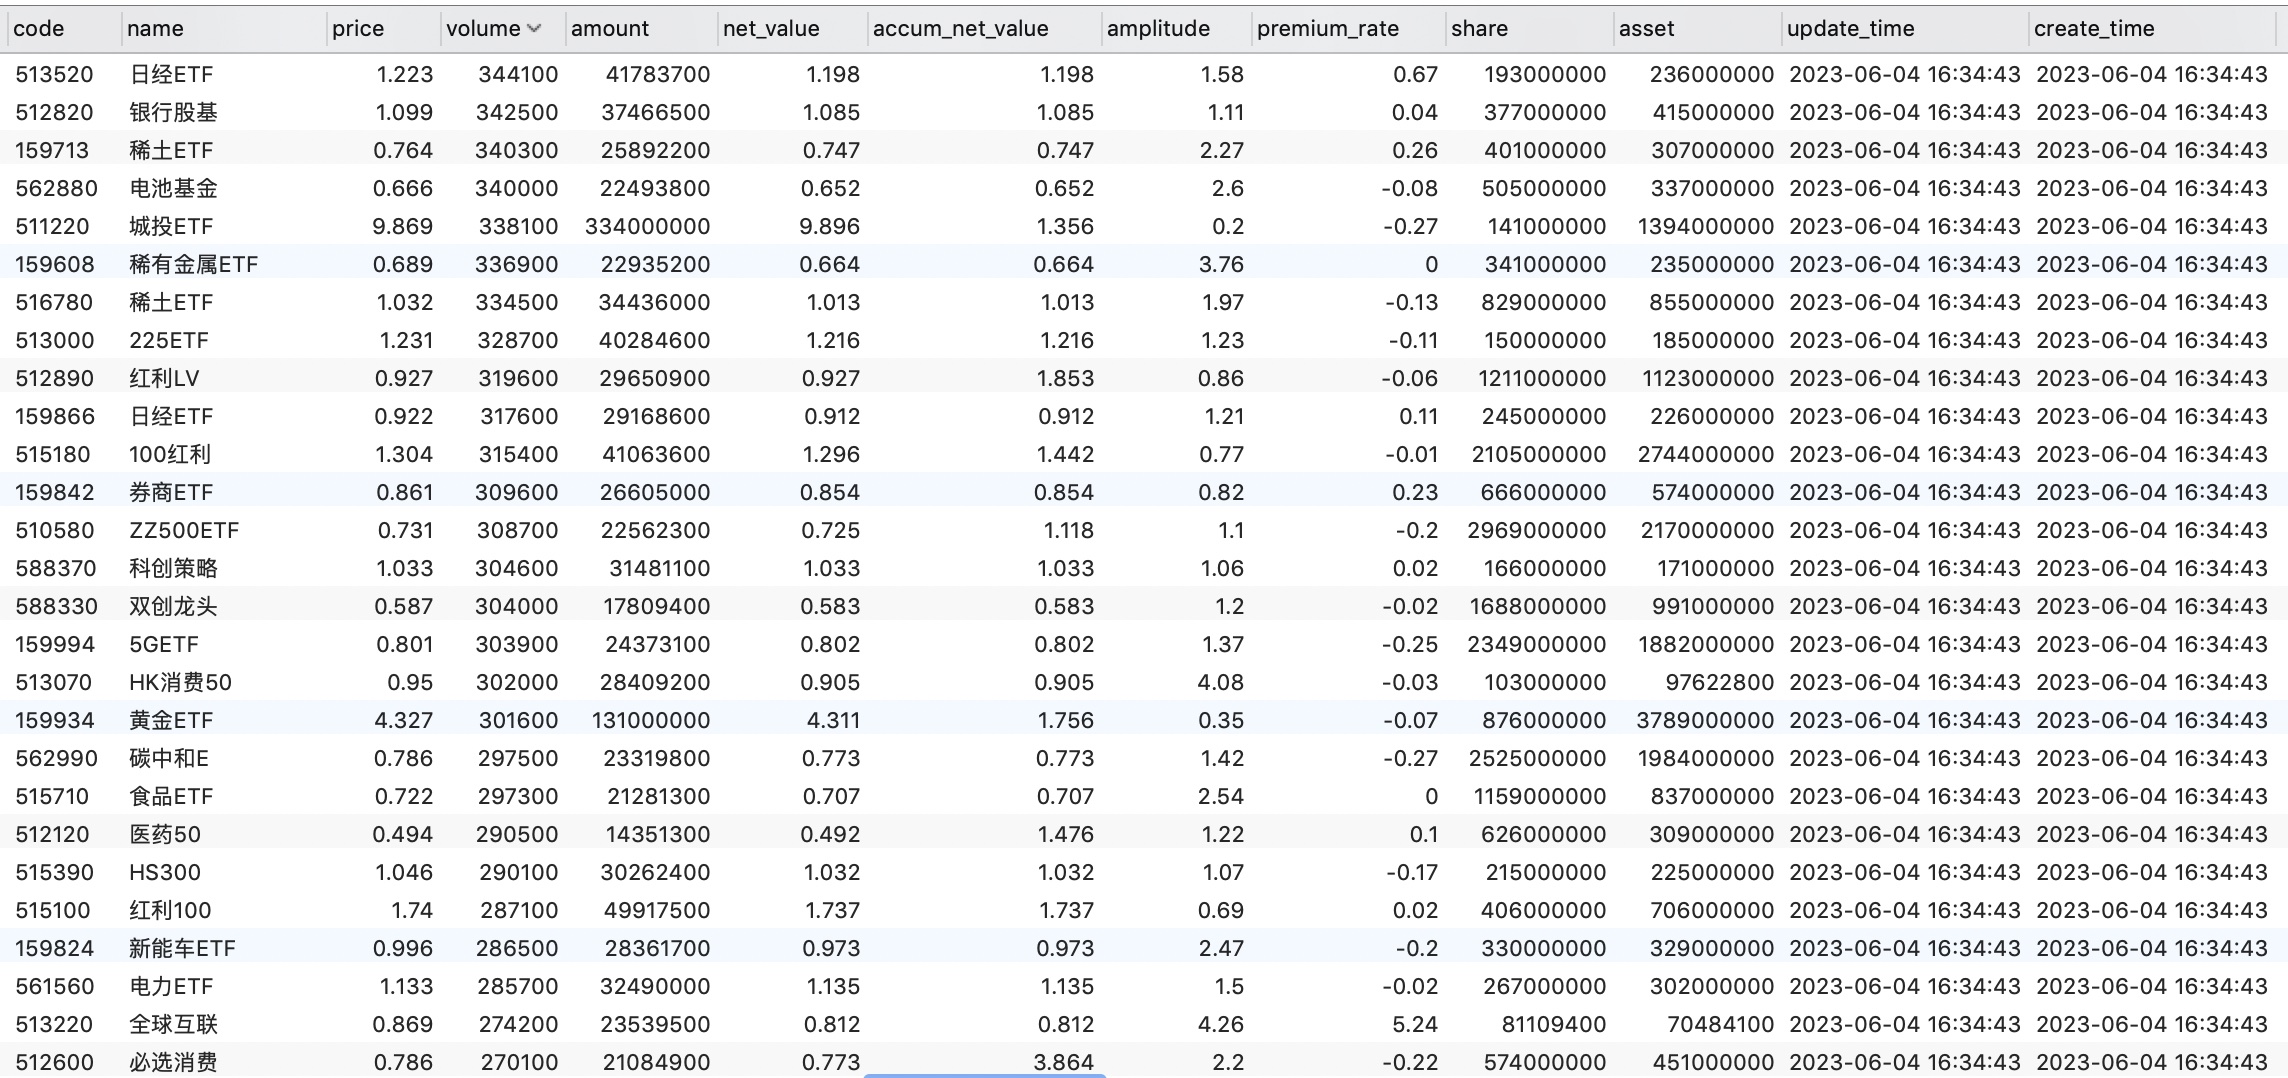 code name price volume amount net_value accum_net_value amplitude premium_rate share asset update_time create_time
513520 日经ETF 1.223 344100 41783700 1.198 1.198 1.58 0.67 193000000 236000000 2023-06-04 16:34:43 2023-06-04 16:34:43
512820 银行股基 1.099 342500 37466500 1.085 1.085 1.11 0.04 377000000 415000000 2023-06-04 16:34:43 2023-06-04 16:34:43
159713 稀土ETF 0.764 340300 25892200 0.747 0.747 2.27 0.26 401000000 307000000 2023-06-04 16:34:43 2023-06-04 16:34:43
562880 电池基金 0.666 340000 22493800 0.652 0.652 2.6 -0.08 505000000 337000000 2023-06-04 16:34:43 2023-06-04 16:34:43
511220 城投ETF 9.869 338100 334000000 9.896 1.356 0.2 -0.27 141000000 1394000000 2023-06-04 16:34:43 2023-06-04 16:34:43
159608 稀有金属ETF 0.689 336900 22935200 0.664 0.664 3.76 0 341000000 235000000 2023-06-04 16:34:43 2023-06-04 16:34:43
516780 稀土ETF 1.032 334500 34436000 1.013 1.013 1.97 -0.13 829000000 855000000 2023-06-04 16:34:43 2023-06-04 16:34:43
513000 225ETF 1.231 328700 40284600 1.216 1.216 1.23 -0.11 150000000 185000000 2023-06-04 16:34:43 2023-06-04 16:34:43
512890 红利LV 0.927 319600 29650900 0.927 1.853 0.86 -0.06 1211000000 1123000000 2023-06-04 16:34:43 2023-06-04 16:34:43
159866 日经ETF 0.922 317600 29168600 0.912 0.912 1.21 0.11 245000000 226000000 2023-06-04 16:34:43 2023-06-04 16:34:43
515180 100红利 1.304 315400 41063600 1.296 1.442 0.77 -0.01 2105000000 2744000000 2023-06-04 16:34:43 2023-06-04 16:34:43
159842 券商ETF 0.861 309600 26605000 0.854 0.854 0.82 0.23 666000000 574000000 2023-06-04 16:34:43 2023-06-04 16:34:43
510580 ZZ500ETF 0.731 308700 22562300 0.725 1.118 1.1 -0.2 2969000000 2170000000 2023-06-04 16:34:43 2023-06-04 16:34:43
588370 科创策略 1.033 304600 31481100 1.033 1.033 1.06 0.02 166000000 171000000 2023-06-04 16:34:43 2023-06-04 16:34:43
588330 双创龙头 0.587 304000 17809400 0.583 0.583 1.2 -0.02 1688000000 991000000 2023-06-04 16:34:43 2023-06-04 16:34:43
159994 5GETF 0.801 303900 24373100 0.802 0.802 1.37 -0.25 2349000000 1882000000 2023-06-04 16:34:43 2023-06-04 16:34:43
513070 HK消费50 0.95 302000 28409200 0.905 0.905 4.08 -0.03 103000000 97622800 2023-06-04 16:34:43 2023-06-04 16:34:43
159934 黄金ETF 4.327 301600 131000000 4.311 1.756 0.35 -0.07 876000000 3789000000 2023-06-04 16:34:43 2023-06-04 16:34:43
562990 碳中和E 0.786 297500 23319800 0.773 0.773 1.42 -0.27 2525000000 1984000000 2023-06-04 16:34:43 2023-06-04 16:34:43
515710 食品ETF 0.722 297300 21281300 0.707 0.707 2.54 0 1159000000 837000000 2023-06-04 16:34:43 2023-06-04 16:34:43
512120 医药50 0.494 290500 14351300 0.492 1.476 1.22 0.1 626000000 309000000 2023-06-04 16:34:43 2023-06-04 16:34:43
515390 HS300 1.046 290100 30262400 1.032 1.032 1.07 -0.17 215000000 225000000 2023-06-04 16:34:43 2023-06-04 16:34:43
515100 红利100 1.74 287100 49917500 1.737 1.737 0.69 0.02 406000000 706000000 2023-06-04 16:34:43 2023-06-04 16:34:43
159824 新能车ETF 0.996 286500 28361700 0.973 0.973 2.47 -0.2 330000000 329000000 2023-06-04 16:34:43 2023-06-04 16:34:43
561560 电力ETF 1.133 285700 32490000 1.135 1.135 1.5 -0.02 267000000 302000000 2023-06-04 16:34:43 2023-06-04 16:34:43
513220 全球互联 0.869 274200 23539500 0.812 0.812 4.26 5.24 81109400 70484100 2023-06-04 16:34:43 2023-06-04 16:34:43
512600 必选消费 0.786 270100 21084900 0.773 3.864 2.2 -0.22 574000000 451000000 2023-06-04 16:34:43 2023-06-04 16:34:43